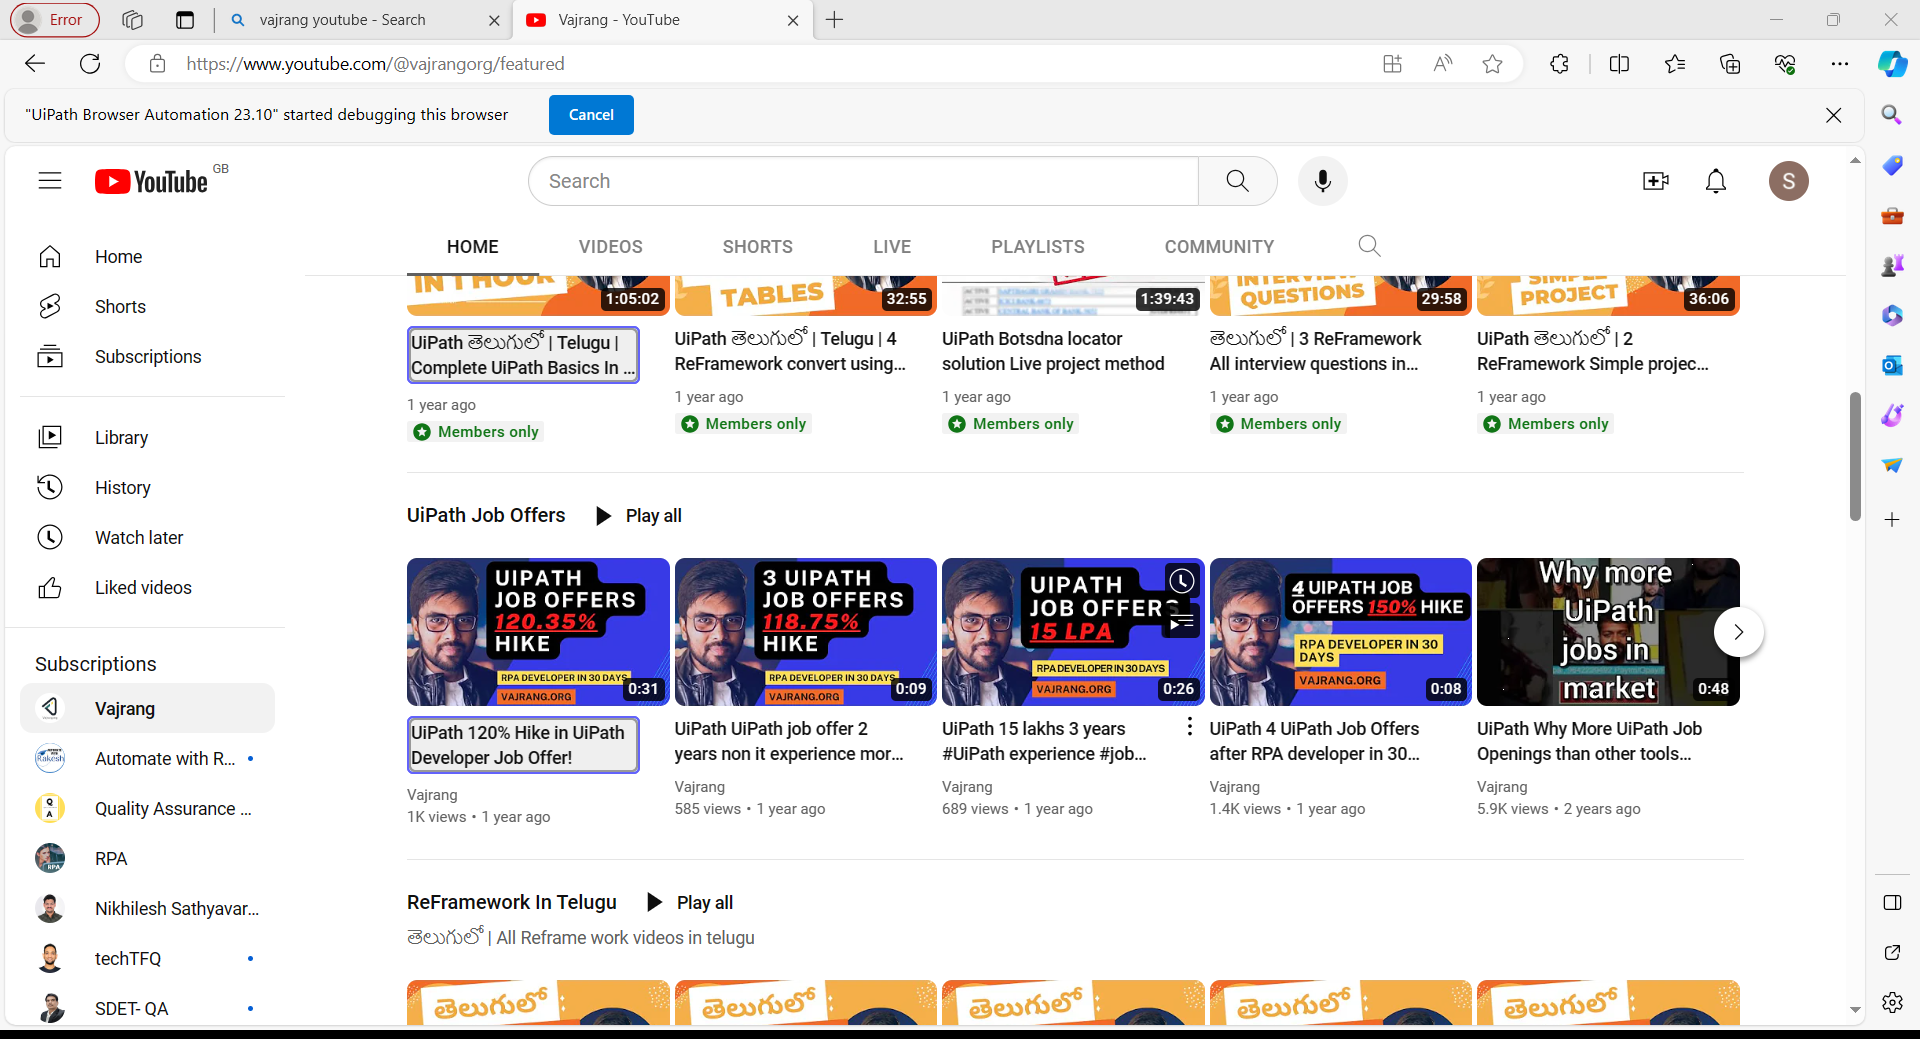 Error
vajrang youtube - Search
Vajrang - YouTube
https://www.youtube.com/@vajrangorg/featured
"UiPath Browser Automation 23.10" started debugging this browser
Cancel
YouTube GB
Search
S
HOME VIDEOS SHORTS LIVE PLAYLISTS COMMUNITY
Home
Shorts
Subscriptions
Library
History
Watch later
Liked videos
Subscriptions
Vajrang
Automate with R...
Quality Assurance ...
RPA
Nikhilesh Sathyavar...
techTFQ
SDET- QA
IN 1 HOUR
1:05:02
UiPath తెలుగులో | Telugu |
Complete UiPath Basics In ...
1 year ago
Members only
TABLES
32:55
UiPath తెలుగులో | Telugu | 4
ReFramework convert using...
1 year ago
Members only
1:39:43
UiPath Botsdna locator
solution Live project method
1 year ago
Members only
INTERVIEW
QUESTIONS
29:58
తెలుగులో | 3 ReFramework
All interview questions in...
1 year ago
Members only
SIMPLE
PROJECT
36:06
UiPath తెలుగులో | 2
ReFramework Simple projec...
1 year ago
Members only
UiPath Job Offers
Play all
UIPATH
JOB OFFERS
120.35%
HIKE
RPA DEVELOPER IN 30 DAYS
VAJRANG.ORG
0:31
UiPath 120% Hike in UiPath
Developer Job Offer!
Vajrang
1K views • 1 year ago
3 UIPATH
JOB OFFERS
118.75%
HIKE
RPA DEVELOPER IN 30 DAYS
VAJRANG.ORG
0:09
UiPath UiPath job offer 2
years non it experience mor...
Vajrang
585 views • 1 year ago
UIPATH
JOB OFFERS
15 LPA
RPA DEVELOPER IN 30 DAYS
VAJRANG.ORG
0:26
UiPath 15 lakhs 3 years
#UiPath experience #job...
Vajrang
689 views • 1 year ago
4 UIPATH JOB
OFFERS 150% HIKE
RPA DEVELOPER IN 30
DAYS
VAJRANG.ORG
0:08
UiPath 4 UiPath Job Offers
after RPA developer in 30...
Vajrang
1.4K views • 1 year ago
Why more
UiPath
jobs in
market
0:48
UiPath Why More UiPath Job
Openings than other tools...
Vajrang
5.9K views • 2 years ago
ReFramework In Telugu
Play all
తెలుగులో | All Reframe work videos in telugu
తెలుగులో
తెలుగులో
తెలుగులో
తెలుగులో
తెలుగులో